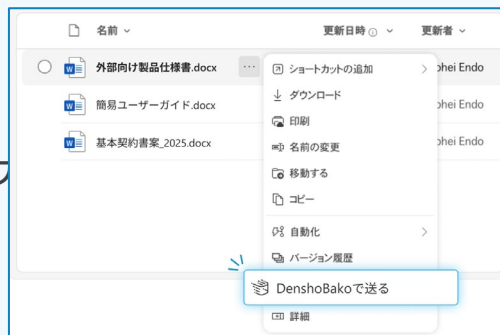 名前
更新日時
更新者
外部向け製品仕様書.docx
簡易ユーザーガイド.docx
基本契約書案_2025.docx
ショートカットの追加
ダウンロード
印刷
名前の変更
移動する
コピー
自動化
バージョン履歴
DenshoBakoで送る
詳細
ohei Endo
ohei Endo
ohei Endo